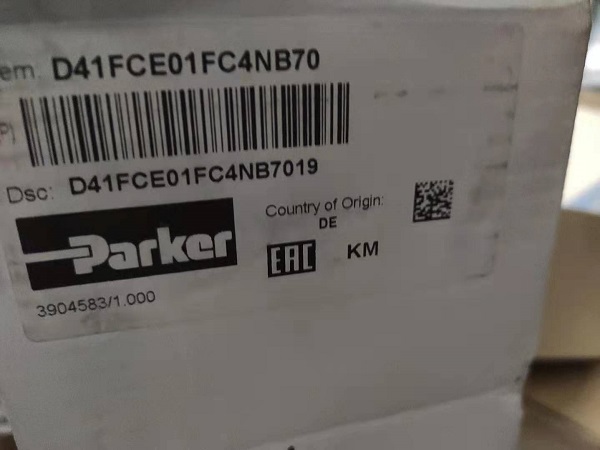 em. D41FCE01FC4NB70
P)
Dsc: D41FCE01FC4NB7019
Parker
Country of Origin:
DE
EAC KM
3904583/1.000